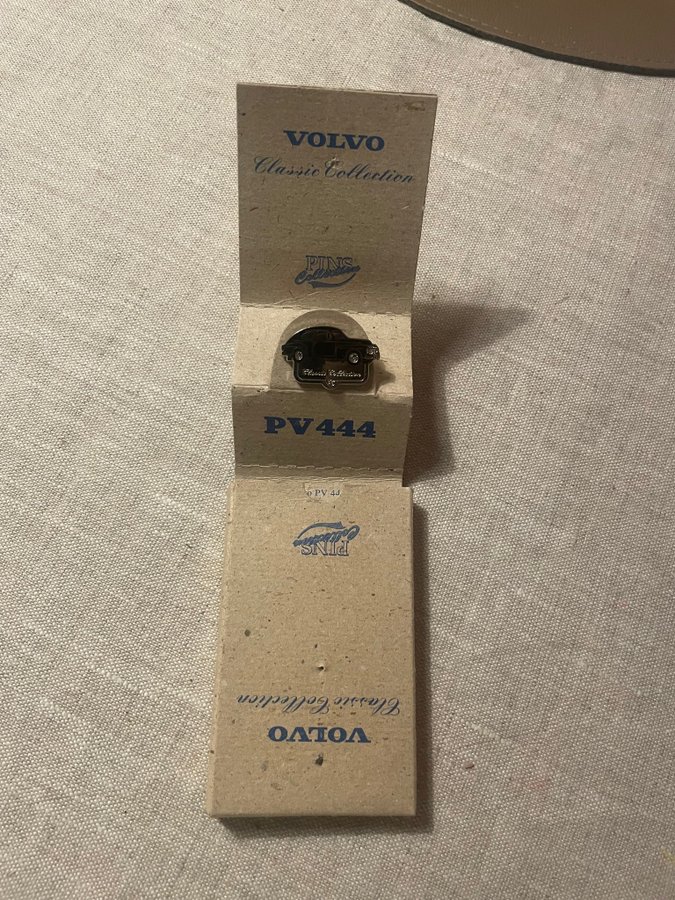 VOLVO
Classic Collection
PINS
Collection
Classic Collection
PV444
o PV 44
PINS
Collection
Classic Collection
VOLVO